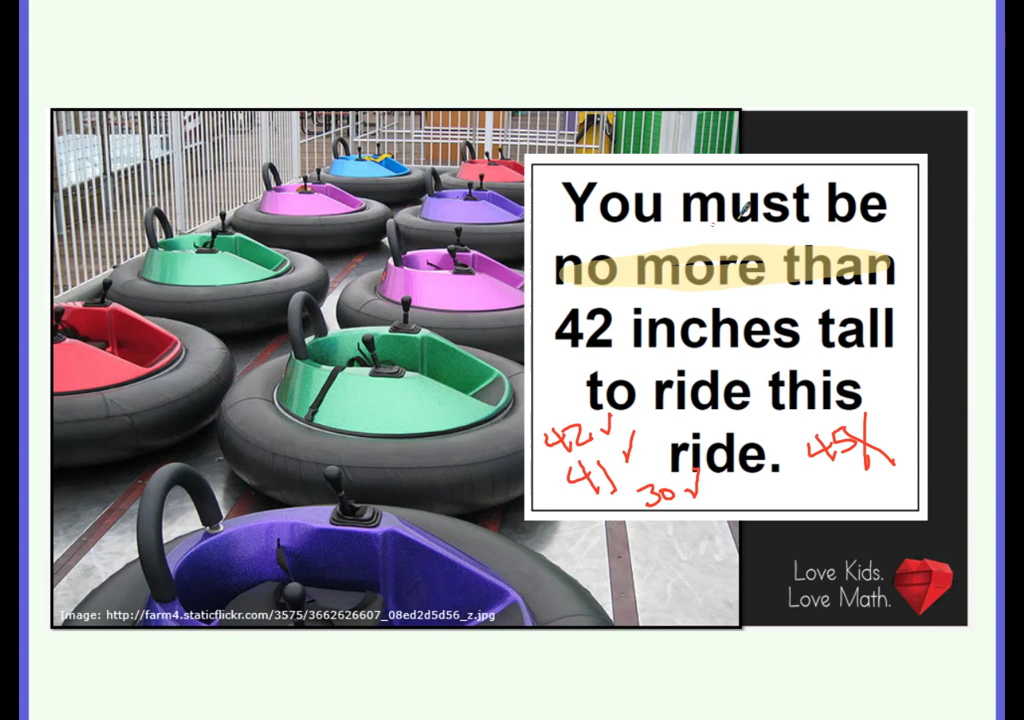 You must be
no more than
42 inches tall
to ride this
ride.
42 ✓
41 ✓
30 ✓
45 X
Love Kids.
Love Math.
Image: http://farm4.staticflickr.com/3575/3662626607_08ed2d5d56_z.jpg